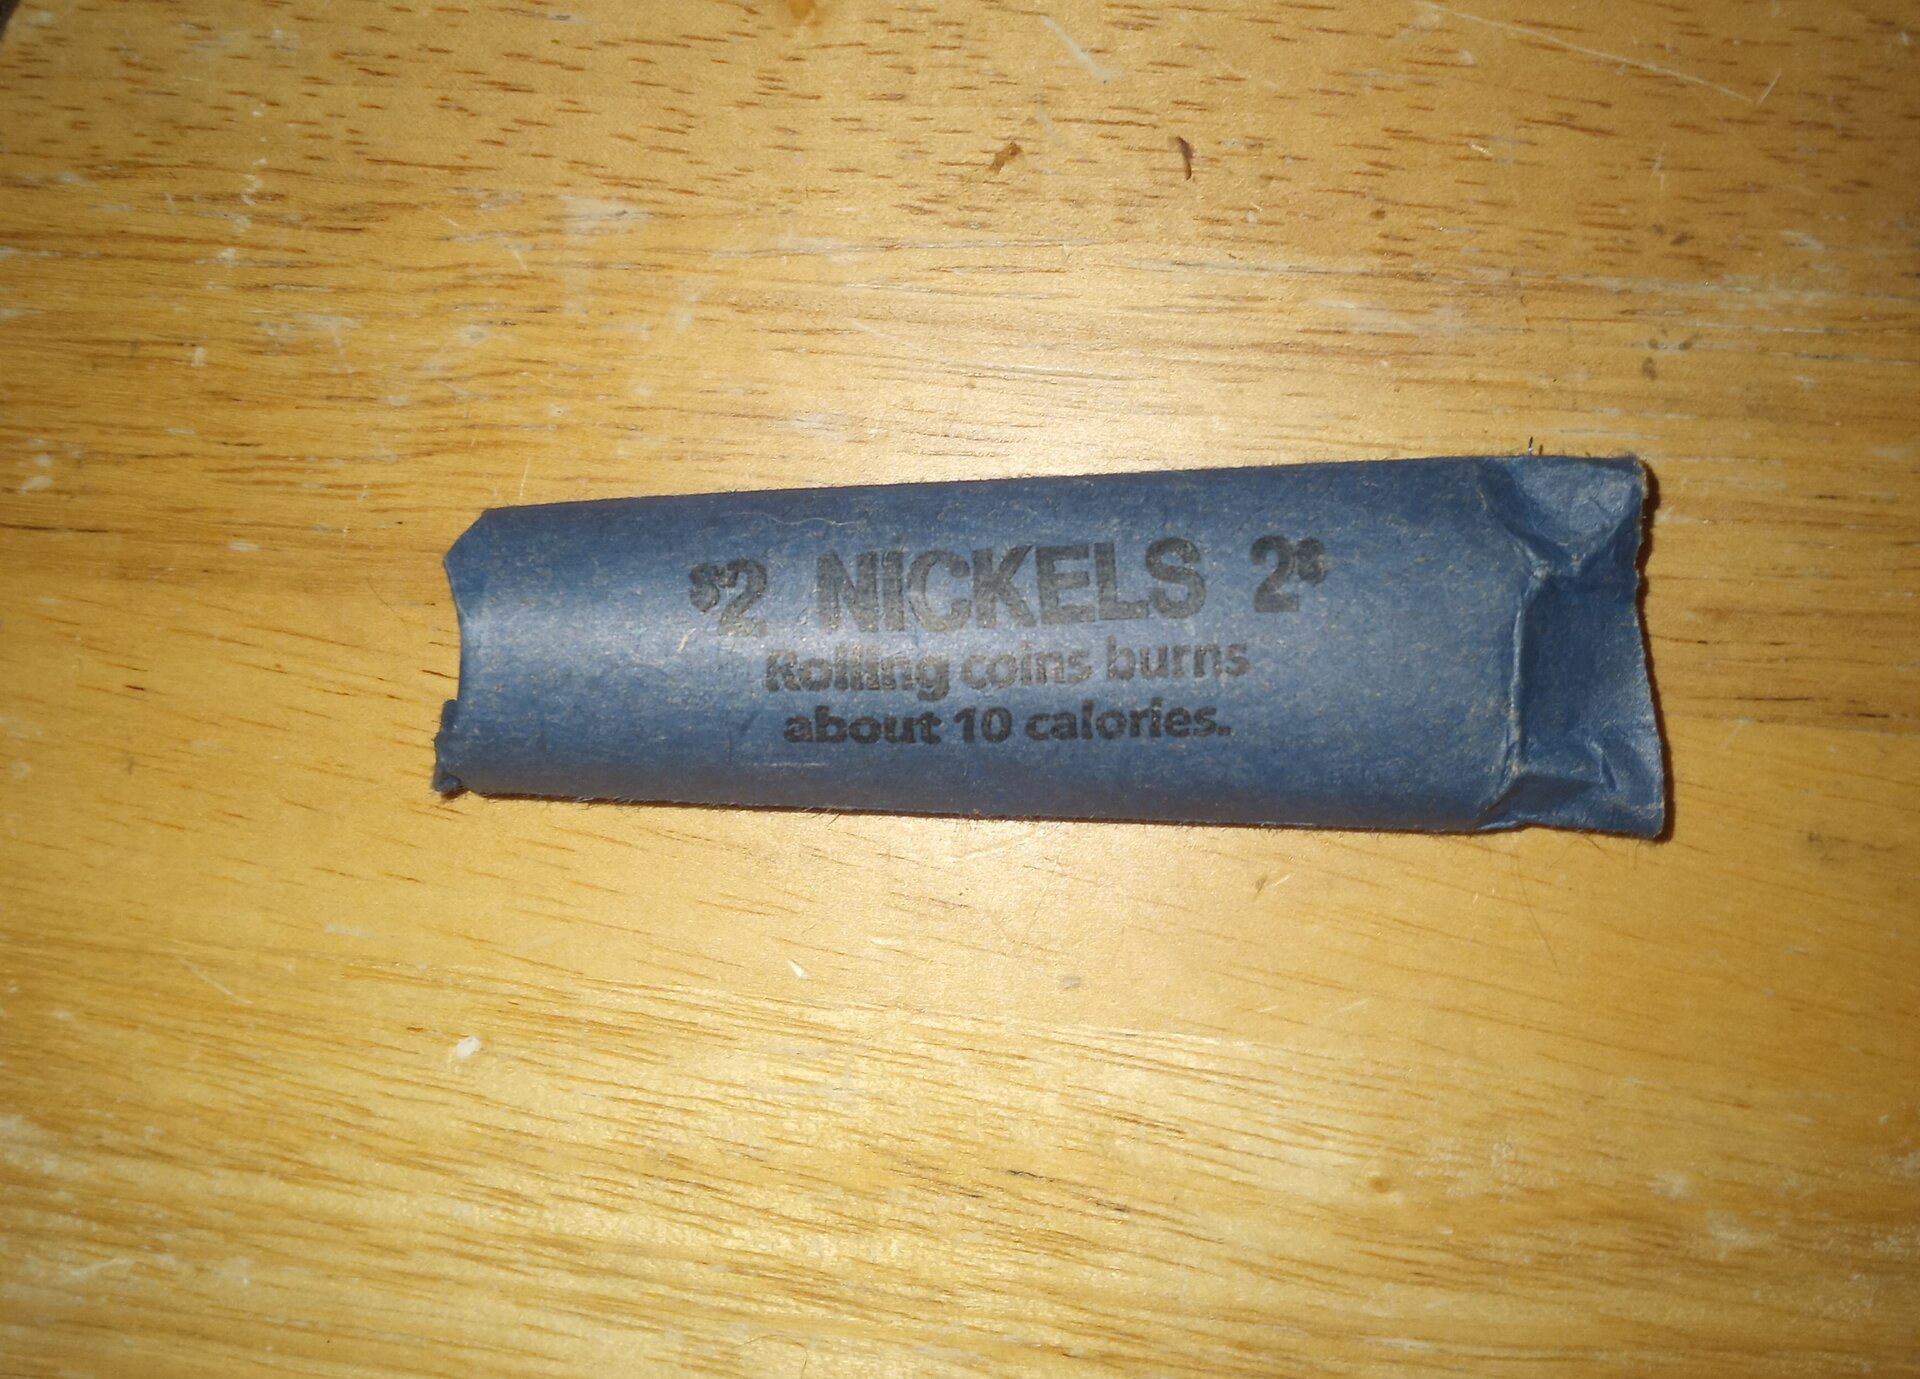 $2 NICKELS 2$
Rolling coins burns
about 10 calories.